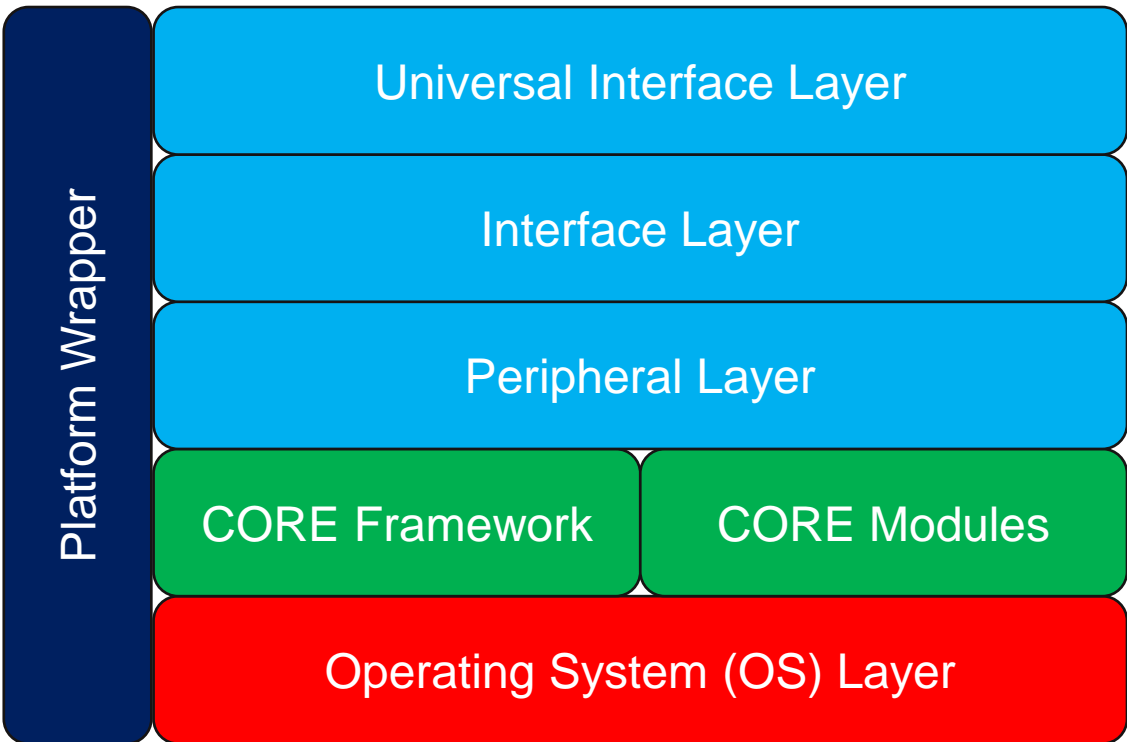 Platform Wrapper
Universal Interface Layer
Interface Layer
Peripheral Layer
CORE Framework
CORE Modules
Operating System (OS) Layer